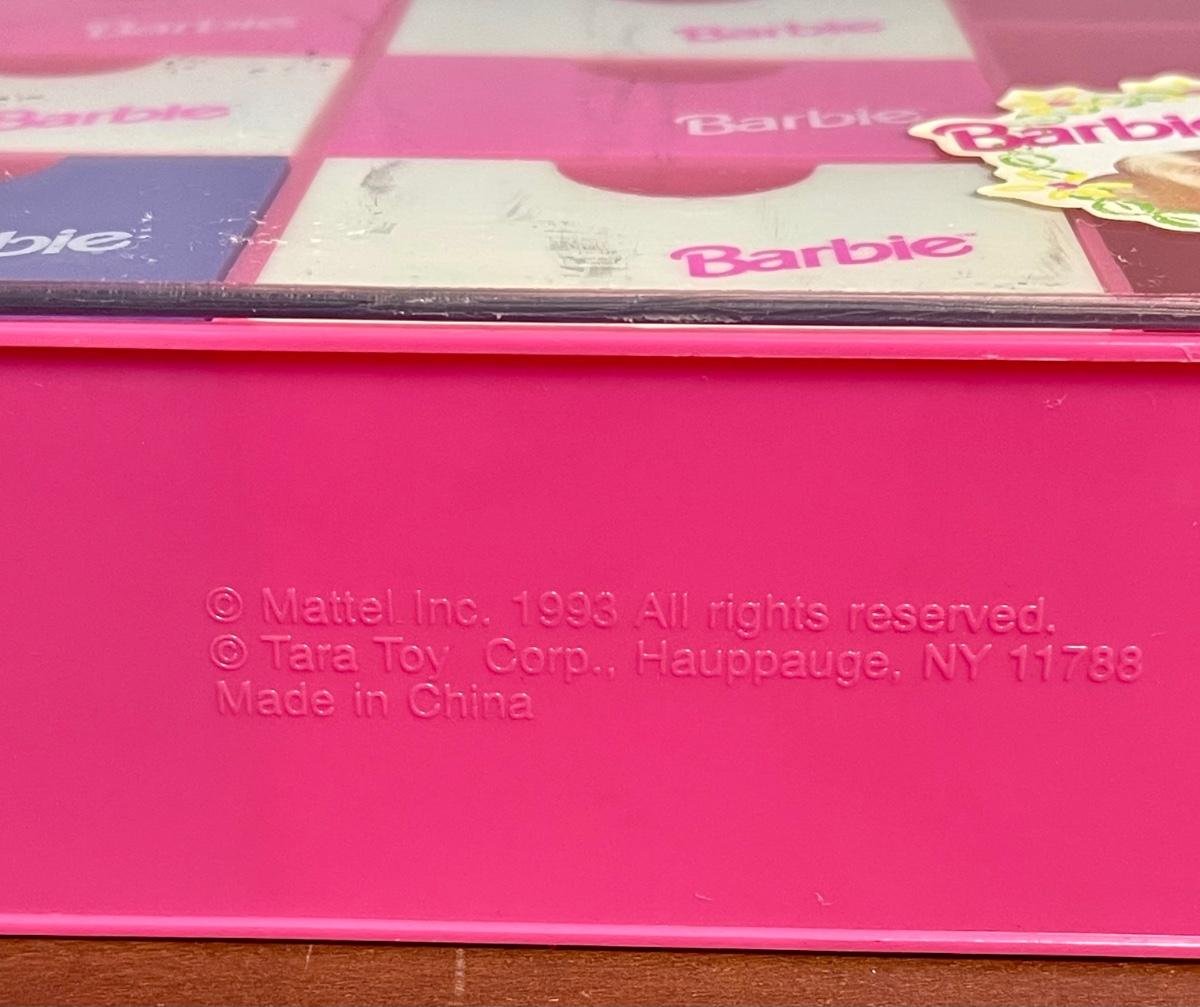 Barbie
Barbie
Barbie
Barbie
Barbie
bie
Barbie™
© Mattel Inc. 1993 All rights reserved.
© Tara Toy Corp., Hauppauge, NY 11788
Made in China